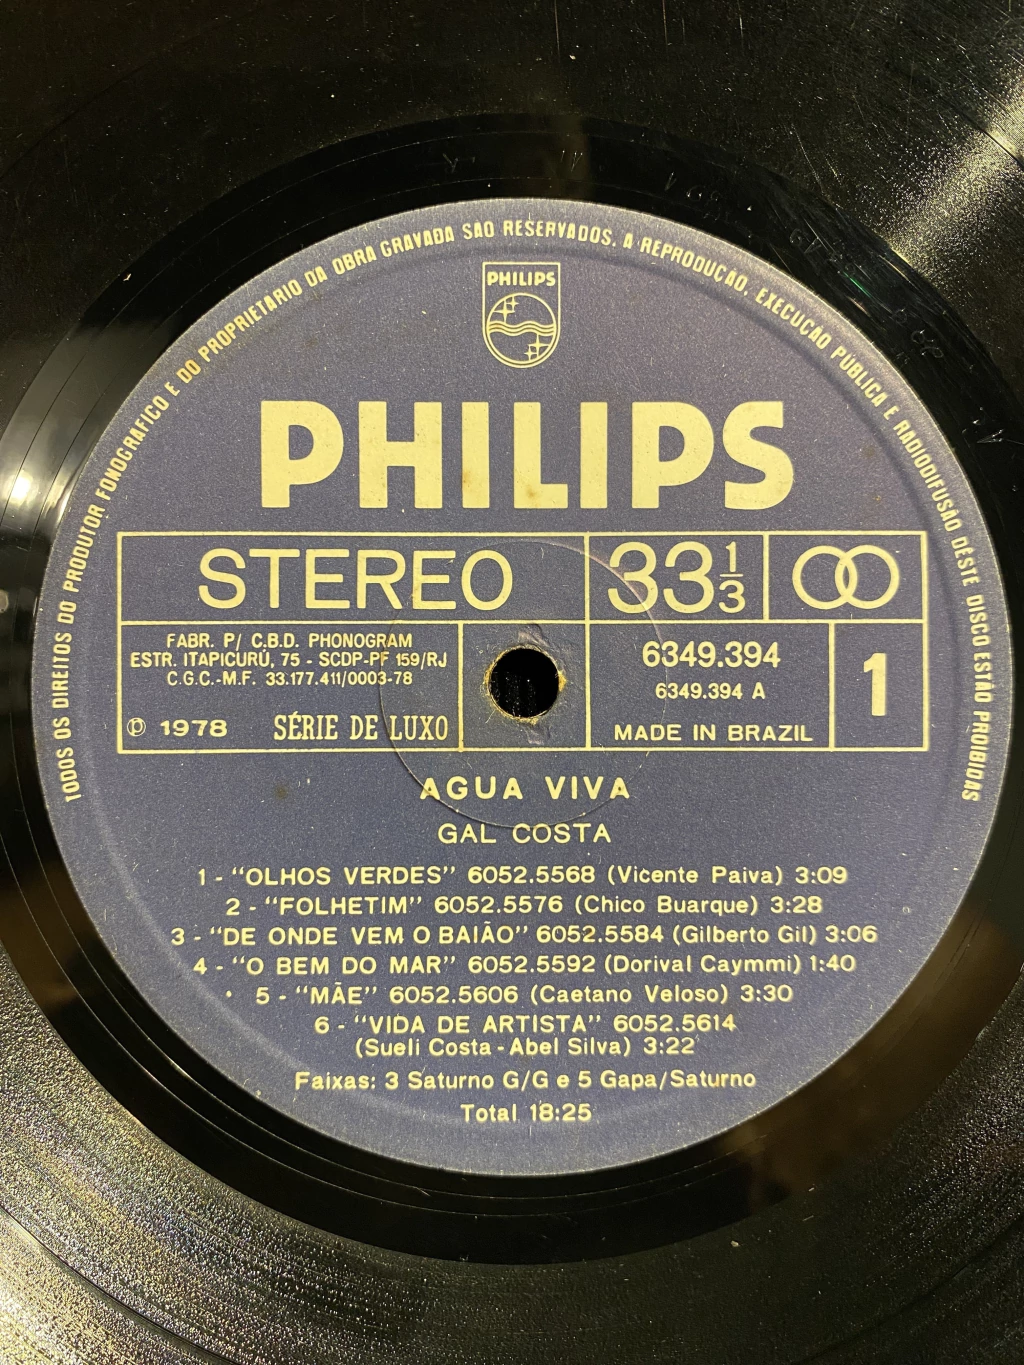 TODOS OS DIREITOS DO PRODUTOR FONOGRAFICO E DO PROPRIETARIO DA OBRA GRAVADA SAO RESERVADOS. A REPRODUÇÃO, EXECUÇÃO PÚBLICA E RADIODIFUSÃO DÊSTE DISCO ESTÃO PROIBIDAS
PHILIPS
PHILIPS
STEREO
33 1/3
FABR. P/ C.B.D. PHONOGRAM
ESTR. ITAPICURÚ, 75 - SCDP-PF 159/RJ
C.G.C.-M.F. 33.177.411/0003-78
℗ 1978 SÉRIE DE LUXO
6349.394
6349.394 A
MADE IN BRAZIL
1
AGUA VIVA
GAL COSTA
1 - "OLHOS VERDES" 6052.5568 (Vicente Paiva) 3:09
2 - "FOLHETIM" 6052.5576 (Chico Buarque) 3:28
3 - "DE ONDE VEM O BAIÃO" 6052.5584 (Gilberto Gil) 3:06
4 - "O BEM DO MAR" 6052.5592 (Dorival Caymmi) 1:40
• 5 - "MÃE" 6052.5606 (Caetano Veloso) 3:30
6 - "VIDA DE ARTISTA" 6052.5614
(Sueli Costa - Abel Silva) 3:22
Faixas: 3 Saturno G/G e 5 Gapa/Saturno
Total 18:25